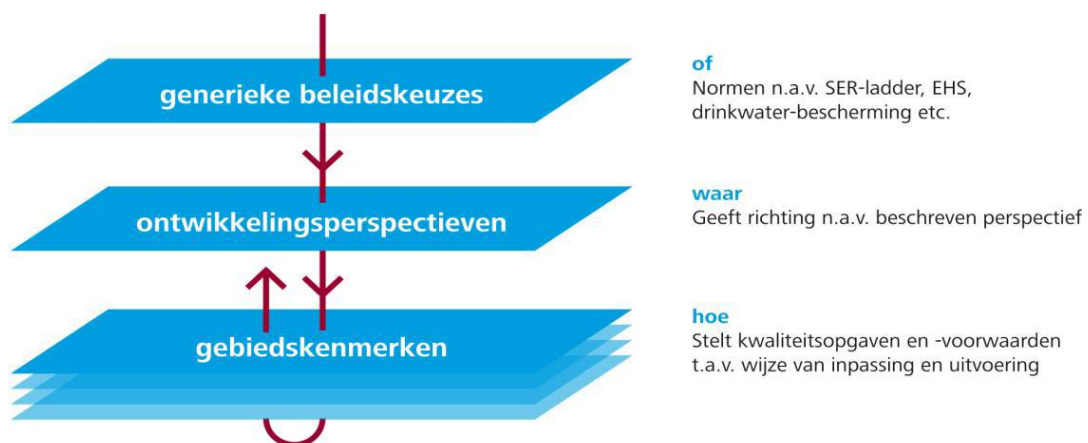 generieke beleidskeuzes
of
Normen n.a.v. SER-ladder, EHS,
drinkwater-bescherming etc.
ontwikkelingsperspectieven
waar
Geeft richting n.a.v. beschreven perspectief
gebiedskenmerken
hoe
Stelt kwaliteitsopgaven en -voorwaarden
t.a.v. wijze van inpassing en uitvoering